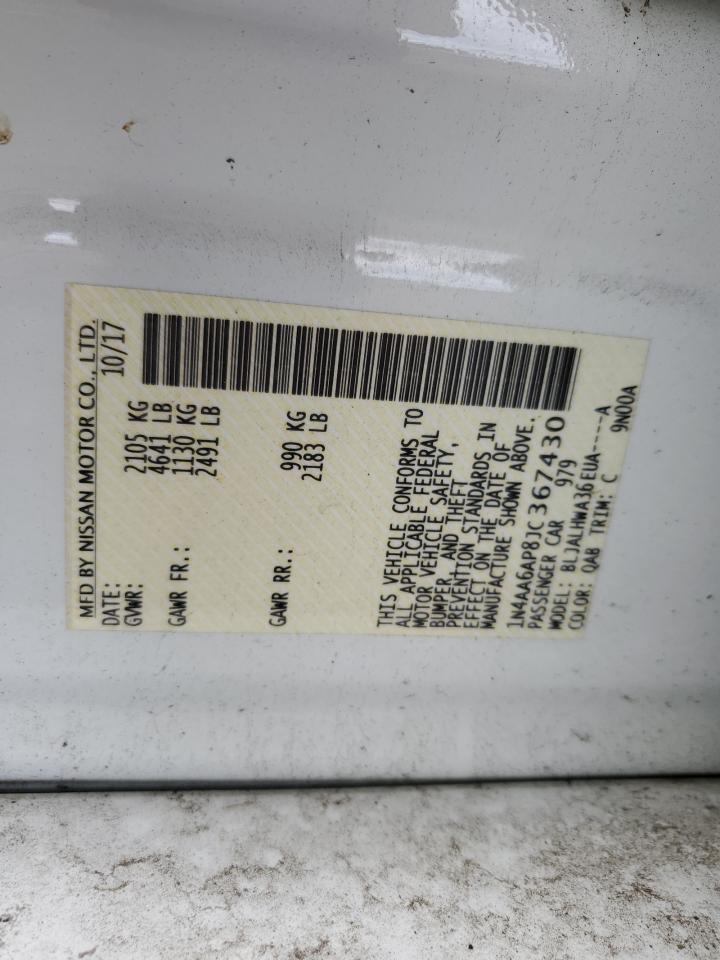 MFD BY NISSAN MOTOR CO., LTD.
DATE: 10/17
GVWR: 2105 KG
4641 LB
GAWR FR.: 1130 KG
2491 LB
GAWR RR.: 990 KG
2183 LB
THIS VEHICLE CONFORMS TO
ALL APPLICABLE FEDERAL
MOTOR VEHICLE SAFETY,
BUMPER, AND THEFT
PREVENTION STANDARDS IN
EFFECT ON THE DATE OF
MANUFACTURE SHOWN ABOVE.
1N4AA6AP8JC367430
PASSENGER CAR 979
MODEL: BLJALHWA36EUA----A
COLOR: QAB TRIM: C 9N00A